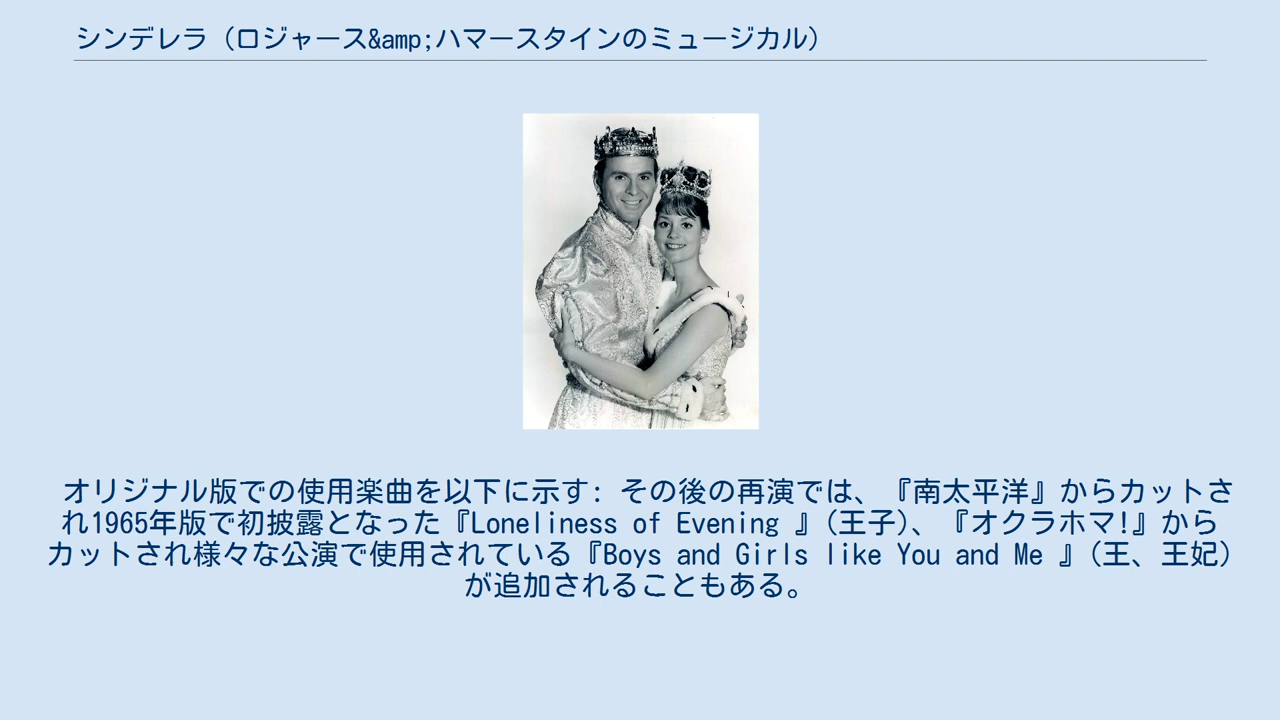 シンデレラ（ロジャース&amp;ハマースタインのミュージカル）
オリジナル版での使用楽曲を以下に示す: その後の再演では、『南太平洋』からカットさ
れ1965年版で初披露となった『Loneliness of Evening 』(王子)、『オクラホマ!』から
カットされ様々な公演で使用されている『Boys and Girls like You and Me 』(王、王妃)
が追加されることもある。